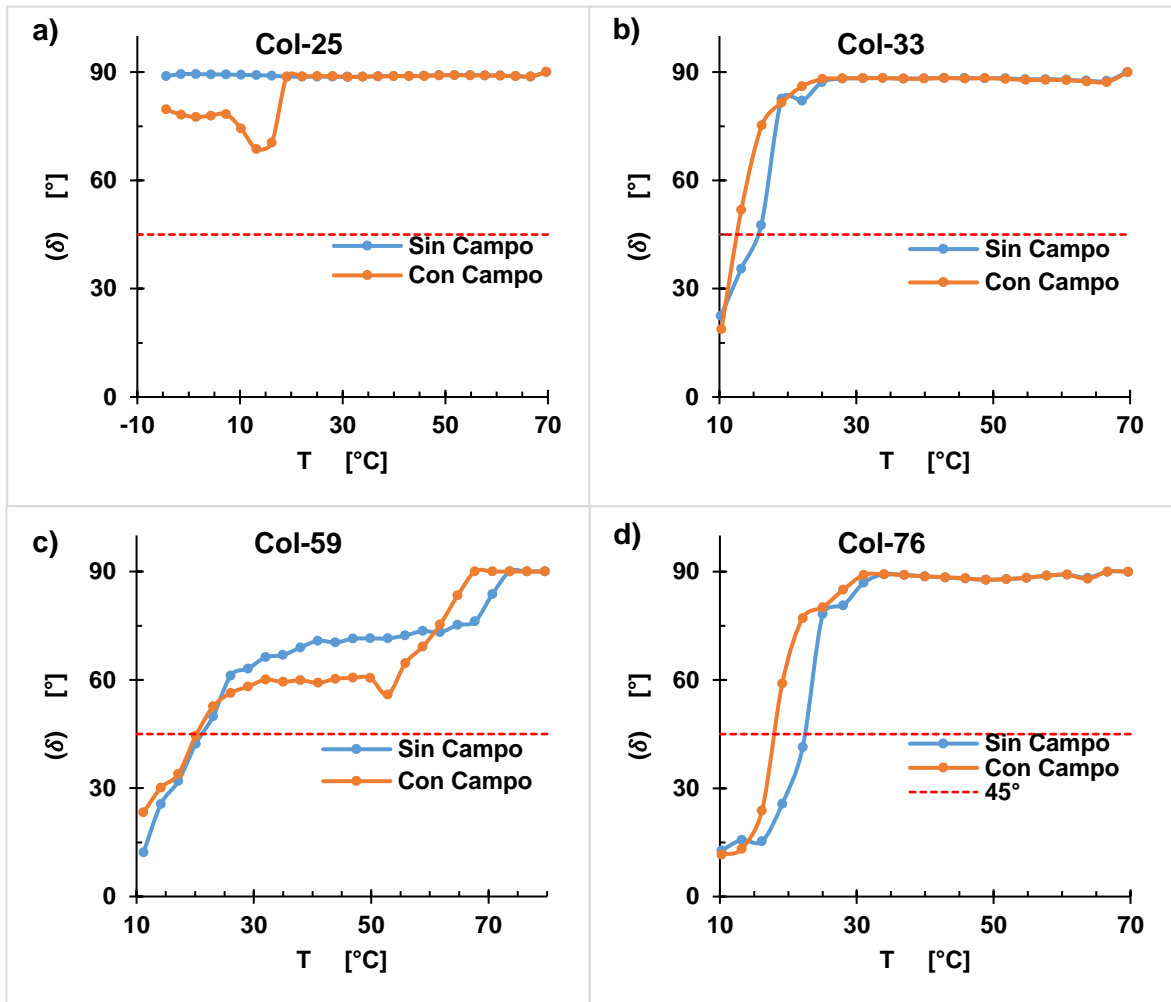 a)
Col-25
90
60
30
0
(δ) [°]
-10 10 30 50 70
T [°C]
Sin Campo
Con Campo
b)
Col-33
90
60
30
0
(δ) [°]
10 30 50 70
T [°C]
Sin Campo
Con Campo
c)
Col-59
90
60
30
0
(δ) [°]
10 30 50 70
T [°C]
Sin Campo
Con Campo
d)
Col-76
90
60
30
0
(δ) [°]
10 30 50 70
T [°C]
Sin Campo
Con Campo
45°